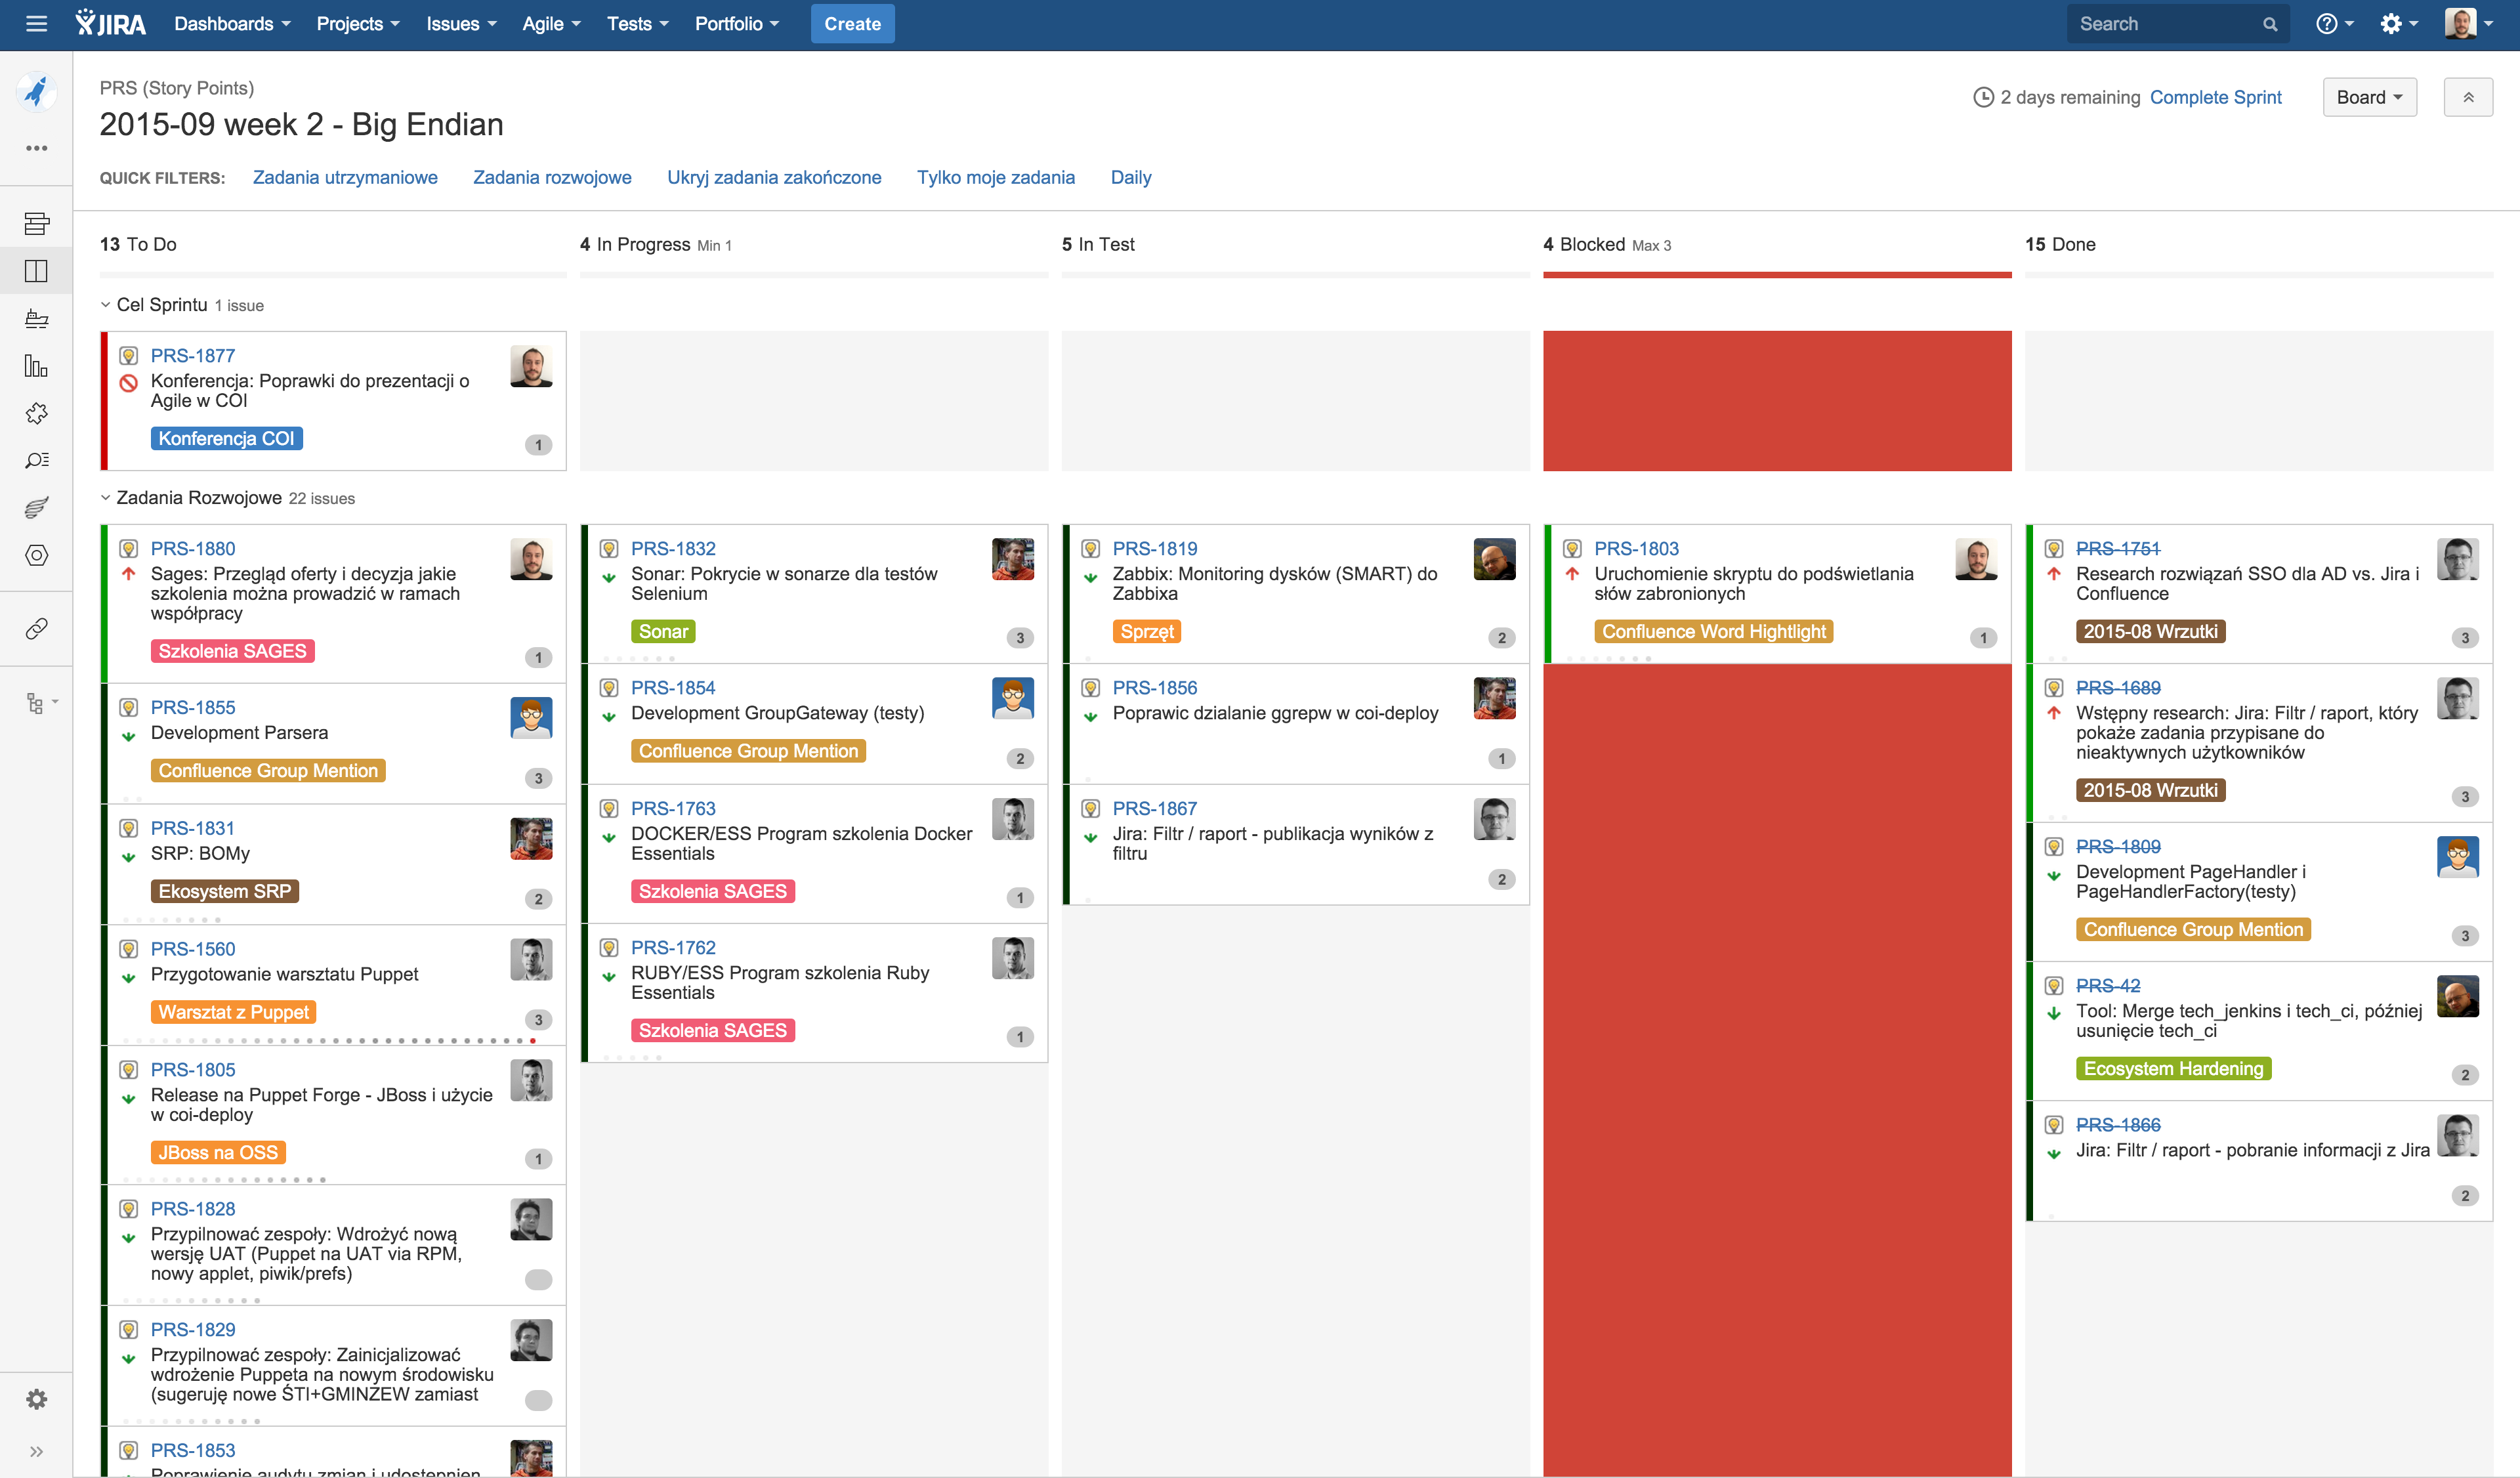 JIRA Dashboards Projects Issues Agile Tests Portfolio Create Search
PRS (Story Points)
2015-09 week 2 - Big Endian
2 days remaining Complete Sprint Board
QUICK FILTERS: Zadania utrzymaniowe Zadania rozwojowe Ukryj zadania zakończone Tylko moje zadania Daily
13 To Do 4 In Progress Min 1 5 In Test 4 Blocked Max 3 15 Done
Cel Sprintu 1 issue
PRS-1877
Konferencja: Poprawki do prezentacji o
Agile w COI
Konferencja COI
1
Zadania Rozwojowe 22 issues
PRS-1880
Sages: Przegląd oferty i decyzja jakie
szkolenia można prowadzić w ramach
współpracy
Szkolenia SAGES
1
PRS-1855
Development Parsera
Confluence Group Mention
3
PRS-1831
SRP: BOMy
Ekosystem SRP
2
PRS-1560
Przygotowanie warsztatu Puppet
Warsztat z Puppet
3
PRS-1805
Release na Puppet Forge - JBoss i użycie
w coi-deploy
JBoss na OSS
1
PRS-1828
Przypilnować zespoły: Wdrożyć nową
wersję UAT (Puppet na UAT via RPM,
nowy applet, piwik/prefs)
PRS-1829
Przypilnować zespoły: Zainicjalizować
wdrożenie Puppeta na nowym środowisku
(sugeruję nowe ŚTI+GMINZEW zamiast
PRS-1853
Poprawienie audytu zmian i udostępnien
PRS-1832
Sonar: Pokrycie w sonarze dla testów
Selenium
Sonar
3
PRS-1854
Development GroupGateway (testy)
Confluence Group Mention
2
PRS-1763
DOCKER/ESS Program szkolenia Docker
Essentials
Szkolenia SAGES
1
PRS-1762
RUBY/ESS Program szkolenia Ruby
Essentials
Szkolenia SAGES
1
PRS-1819
Zabbix: Monitoring dysków (SMART) do
Zabbixa
Sprzęt
2
PRS-1856
Poprawic dzialanie ggrepw w coi-deploy
1
PRS-1867
Jira: Filtr / raport - publikacja wyników z
filtru
2
PRS-1803
Uruchomienie skryptu do podświetlania
słów zabronionych
Confluence Word Hightlight
1
PRS-1751
Research rozwiązań SSO dla AD vs. Jira i
Confluence
2015-08 Wrzutki
3
PRS-1689
Wstępny research: Jira: Filtr / raport, który
pokaże zadania przypisane do
nieaktywnych użytkowników
2015-08 Wrzutki
3
PRS-1809
Development PageHandler i
PageHandlerFactory(testy)
Confluence Group Mention
3
PRS-42
Tool: Merge tech_jenkins i tech_ci, później
usunięcie tech_ci
Ecosystem Hardening
2
PRS-1866
Jira: Filtr / raport - pobranie informacji z Jira
2